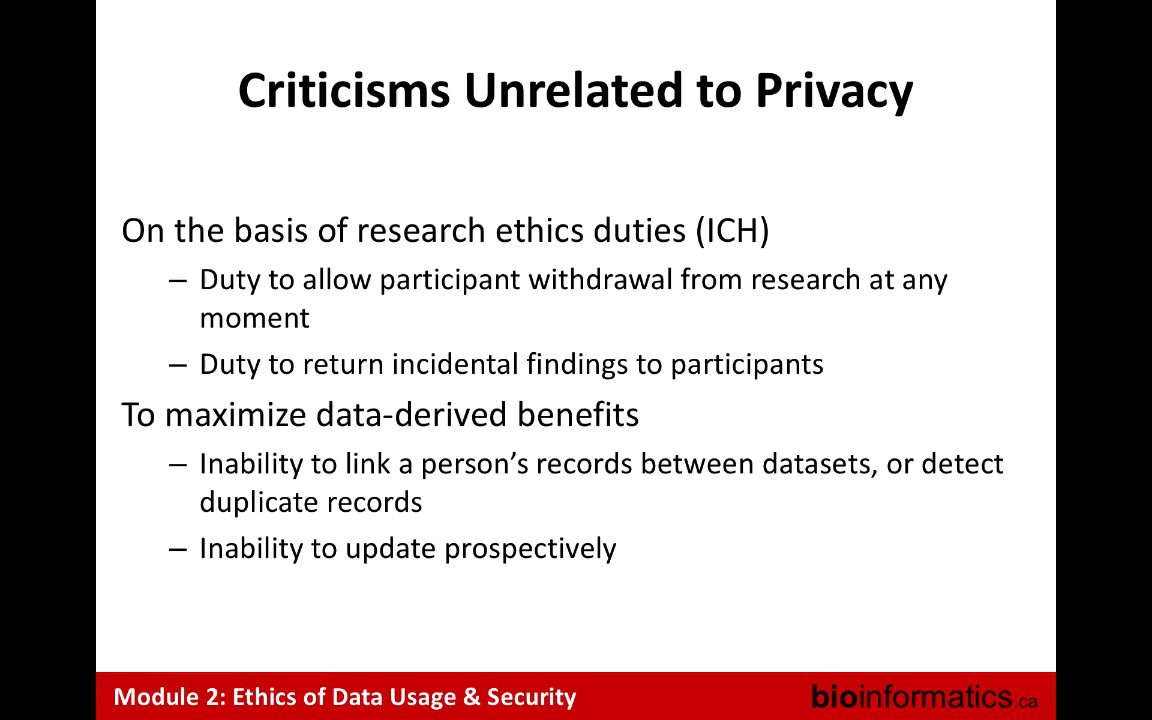 Criticisms Unrelated to Privacy
On the basis of research ethics duties (ICH)
– Duty to allow participant withdrawal from research at any
moment
– Duty to return incidental findings to participants
To maximize data-derived benefits
– Inability to link a person’s records between datasets, or detect
duplicate records
– Inability to update prospectively
Module 2: Ethics of Data Usage & Security
bioinformatics.ca